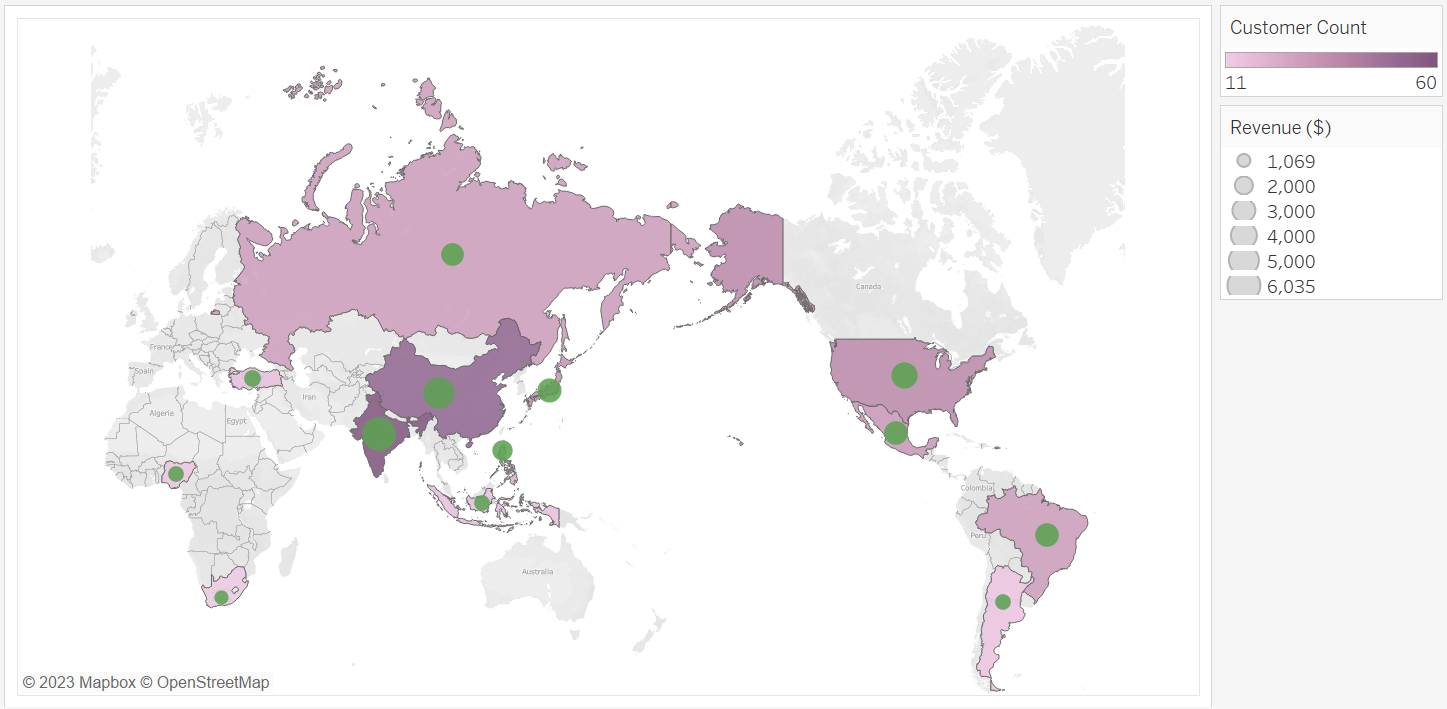 Canada
France
Spain
Iran
Algeria
Egypt
Colombia
Peru
Australia
© 2023 Mapbox © OpenStreetMap
Customer Count
11 60
Revenue ($)
1,069
2,000
3,000
4,000
5,000
6,035